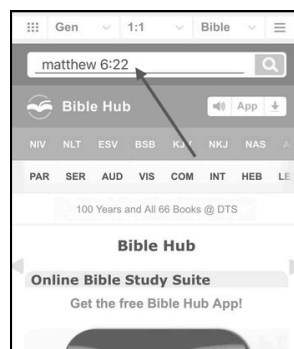 Gen 1:1 Bible
matthew 6:22
Bible Hub App
NIV NLT ESV BSB KJV NKJ NAS
PAR SER AUD VIS COM INT HEB LE
100 Years and All 66 Books @ DTS
Bible Hub
Online Bible Study Suite
Get the free Bible Hub App!